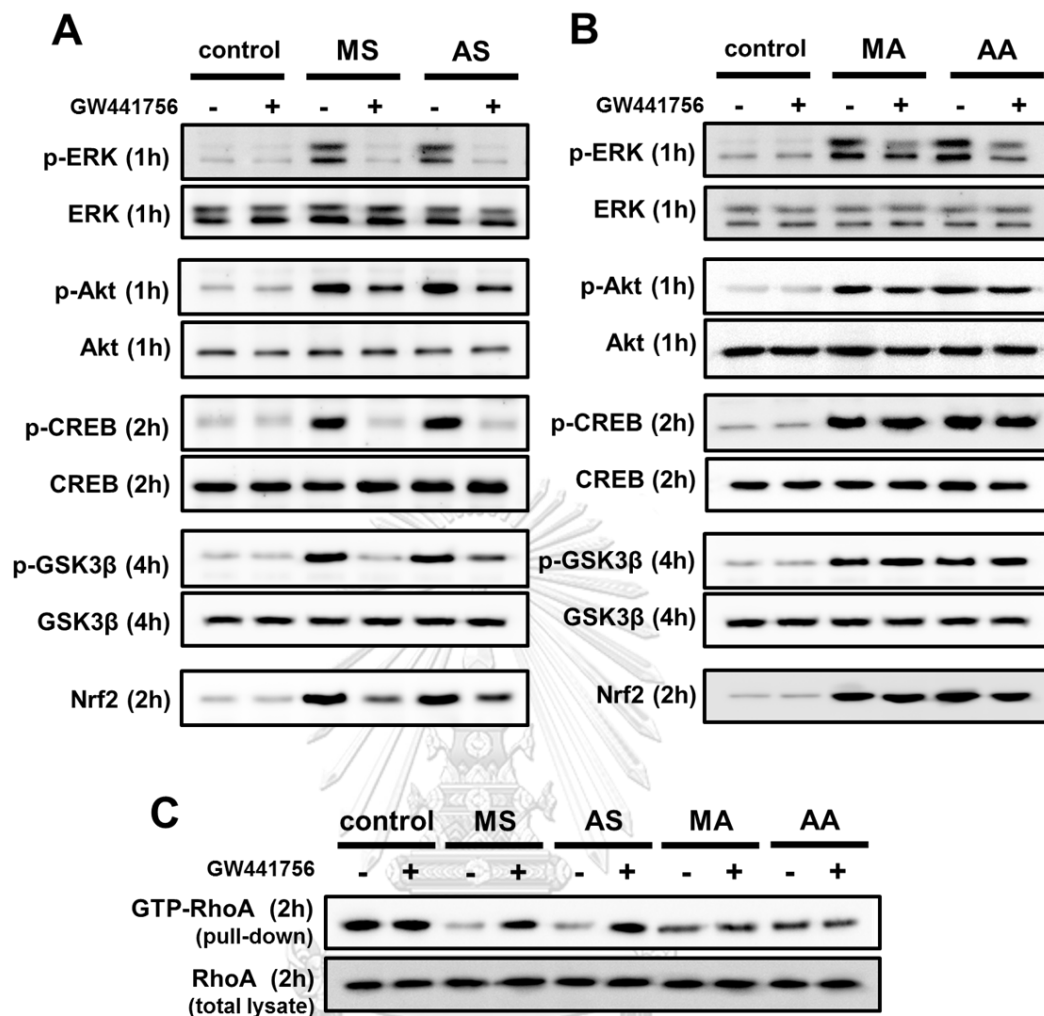 A
control MS AS
GW441756 - + - + - +
p-ERK (1h)
ERK (1h)
p-Akt (1h)
Akt (1h)
p-CREB (2h)
CREB (2h)
p-GSK3β (4h)
GSK3β (4h)
Nrf2 (2h)
B
control MA AA
GW441756 - + - + - +
p-ERK (1h)
ERK (1h)
p-Akt (1h)
Akt (1h)
p-CREB (2h)
CREB (2h)
p-GSK3β (4h)
GSK3β (4h)
Nrf2 (2h)
C
control MS AS MA AA
GW441756 - + - + - + - + - +
GTP-RhoA (2h)
(pull-down)
RhoA (2h)
(total lysate)